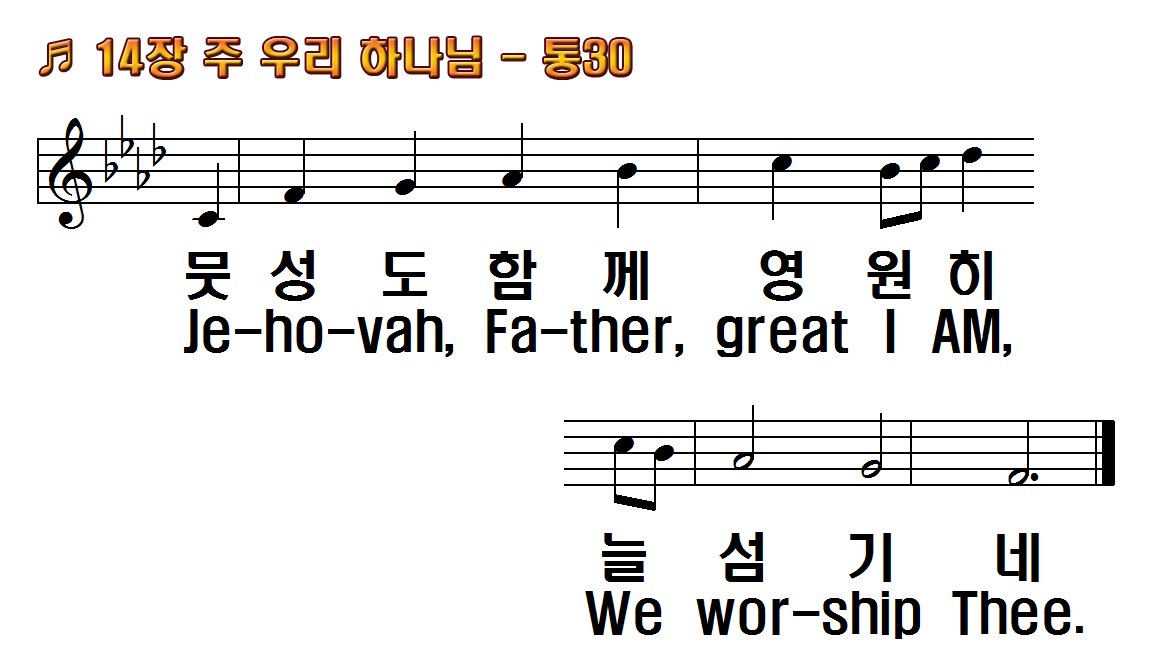 ♬ 14장 주 우리 하나님 - 통30
뭇 성 도 함 께 영 원 히
Je-ho-vah, Fa-ther, great I AM,
늘 섬 기 네
We wor-ship Thee.